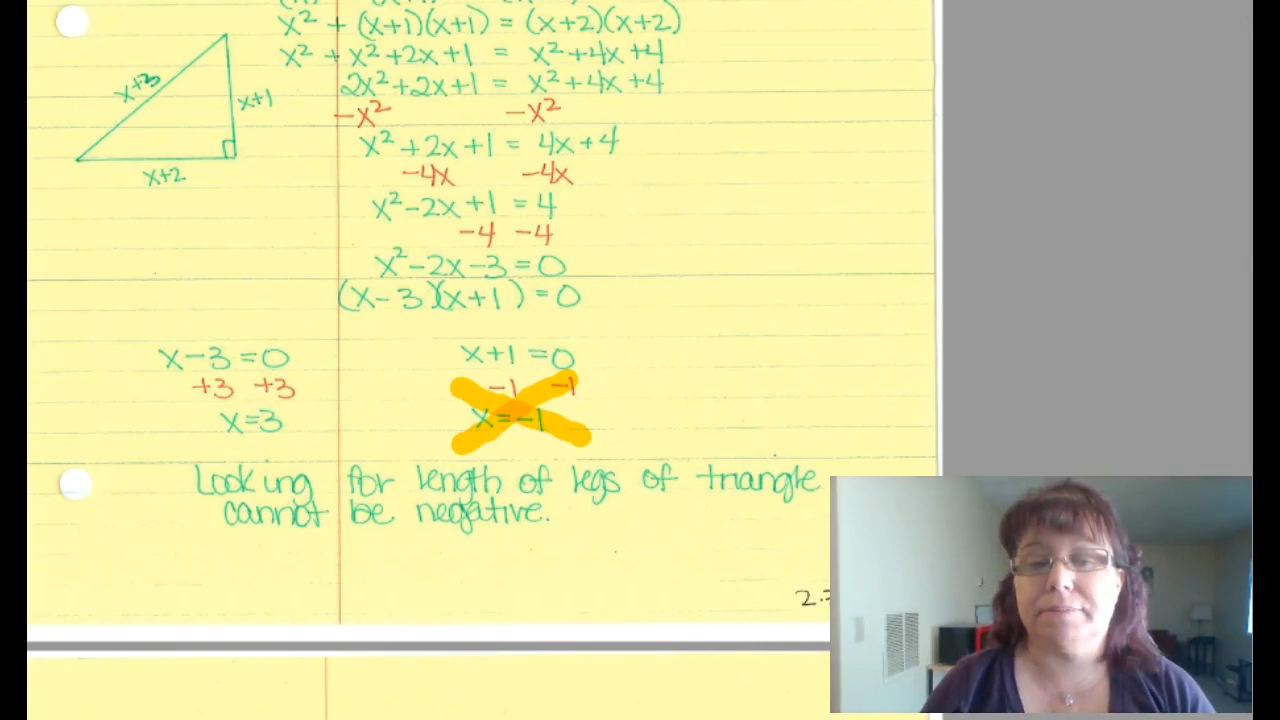 x² + (x+1)(x+1) = (x+2)(x+2)
x² + x² + 2x + 1 = x² + 4x + 4
2x² + 2x + 1 = x² + 4x + 4
-x² -x²
x+3
x+1
x+2
x² + 2x + 1 = 4x + 4
-4x -4x
x² - 2x + 1 = 4
-4 -4
x² - 2x - 3 = 0
(x - 3)(x + 1) = 0
x - 3 = 0 x + 1 = 0
+3 +3 -1 -1
x = 3 x = -1
Looking for length of legs of triangle
cannot be negative.